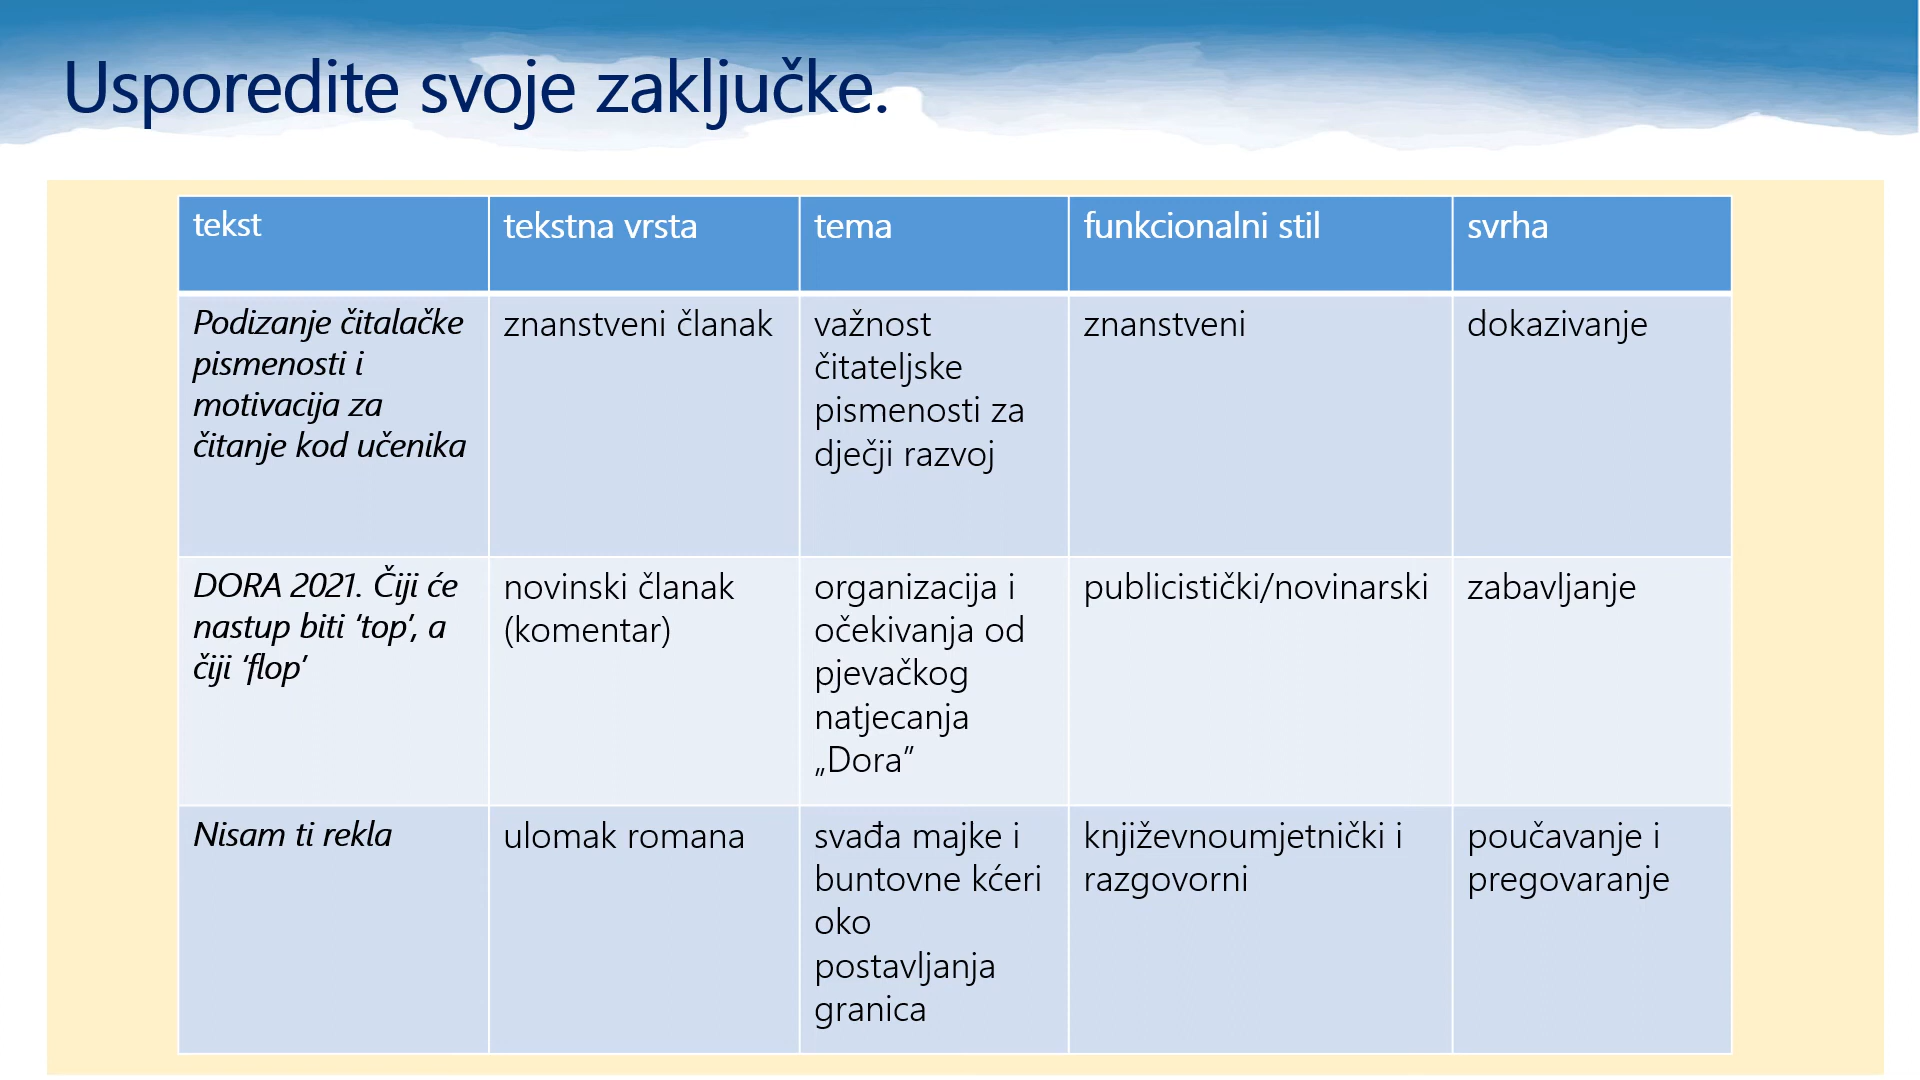 Usporedite svoje zaključke.
tekst
tekstna vrsta
tema
funkcionalni stil
svrha
Podizanje čitalačke
pismenosti i
motivacija za
čitanje kod učenika
znanstveni članak
važnost
čitateljske
pismenosti za
dječji razvoj
znanstveni
dokazivanje
DORA 2021. Čiji će
nastup biti ‘top’, a
čiji ‘flop’
novinski članak
(komentar)
organizacija i
očekivanja od
pjevačkog
natjecanja
„Dora”
publicistički/novinarski
zabavljanje
Nisam ti rekla
ulomak romana
svađa majke i
buntovne kćeri
oko
postavljanja
granica
književnoumjetnički i
razgovorni
poučavanje i
pregovaranje